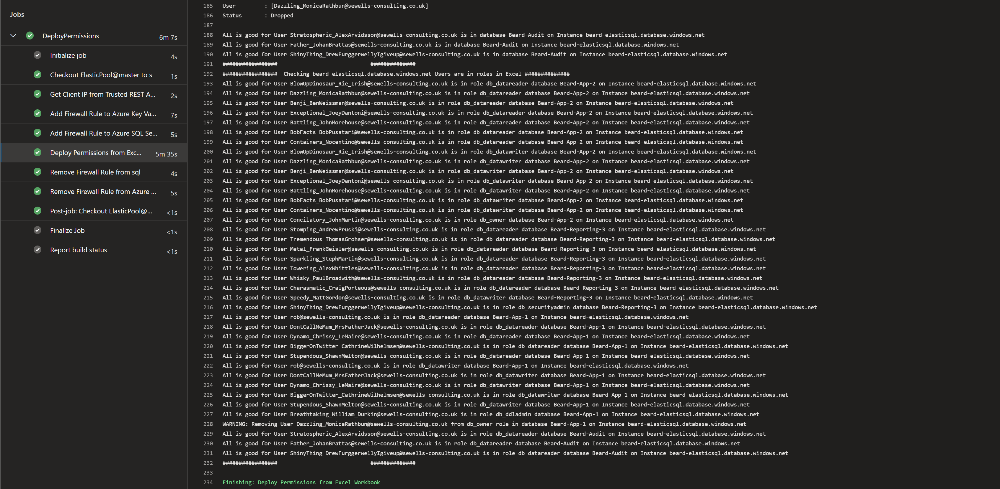 Jobs
DeployPermissions 6m 7s
Initialize job 4s
Checkout ElasticPool@master to s 1s
Get Client IP from Trusted REST A... 2s
Add Firewall Rule to Azure Key Va... 7s
Add Firewall Rule to Azure SQL Se... 5s
Deploy Permissions from Exc... 5m 35s
Remove Firewall Rule from sql 4s
Remove Firewall Rule from Azure ... 5s
Post-job: Checkout ElasticPool@... <1s
Finalize Job <1s
Report build status <1s
185 User : [Dazzling_MonicaRathbun@sewells-consulting.co.uk]
186 Status : Dropped
187
188 All is good for User Stratospheric_AlexArvidsson@sewells-consulting.co.uk is in database Beard-Audit on Instance beard-elasticsql.database.windows.net
189 All is good for User Father_JohanBrattas@sewells-consulting.co.uk is in database Beard-Audit on Instance beard-elasticsql.database.windows.net
190 All is good for User ShinyThing_DrewFurggerwellyIgiveup@sewells-consulting.co.uk is in database Beard-Audit on Instance beard-elasticsql.database.windows.net
191 ################# ##############
192 ################# Checking beard-elasticsql.database.windows.net Users are in roles in Excel ##############
193 All is good for User BlowUpDinosaur_Rie_Irish@sewells-consulting.co.uk is in role db_datareader database Beard-App-2 on Instance beard-elasticsql.database.windows.net
194 All is good for User Dazzling_MonicaRathbun@sewells-consulting.co.uk is in role db_datareader database Beard-App-2 on Instance beard-elasticsql.database.windows.net
195 All is good for User Benji_BenWeissman@sewells-consulting.co.uk is in role db_datareader database Beard-App-2 on Instance beard-elasticsql.database.windows.net
196 All is good for User Exceptional_JoeyDantoni@sewells-consulting.co.uk is in role db_datareader database Beard-App-2 on Instance beard-elasticsql.database.windows.net
197 All is good for User Battling_JohnMorehouse@sewells-consulting.co.uk is in role db_datareader database Beard-App-2 on Instance beard-elasticsql.database.windows.net
198 All is good for User BobFacts_BobPusatari@sewells-consulting.co.uk is in role db_datareader database Beard-App-2 on Instance beard-elasticsql.database.windows.net
199 All is good for User Containers_Nocentino@sewells-consulting.co.uk is in role db_datareader database Beard-App-2 on Instance beard-elasticsql.database.windows.net
200 All is good for User BlowUpDinosaur_Rie_Irish@sewells-consulting.co.uk is in role db_datawriter database Beard-App-2 on Instance beard-elasticsql.database.windows.net
201 All is good for User Dazzling_MonicaRathbun@sewells-consulting.co.uk is in role db_datawriter database Beard-App-2 on Instance beard-elasticsql.database.windows.net
202 All is good for User Benji_BenWeissman@sewells-consulting.co.uk is in role db_datawriter database Beard-App-2 on Instance beard-elasticsql.database.windows.net
203 All is good for User Exceptional_JoeyDantoni@sewells-consulting.co.uk is in role db_datawriter database Beard-App-2 on Instance beard-elasticsql.database.windows.net
204 All is good for User Battling_JohnMorehouse@sewells-consulting.co.uk is in role db_datawriter database Beard-App-2 on Instance beard-elasticsql.database.windows.net
205 All is good for User BobFacts_BobPusatari@sewells-consulting.co.uk is in role db_datawriter database Beard-App-2 on Instance beard-elasticsql.database.windows.net
206 All is good for User Containers_Nocentino@sewells-consulting.co.uk is in role db_datawriter database Beard-App-2 on Instance beard-elasticsql.database.windows.net
207 All is good for User Concilatory_JohnMartin@sewells-consulting.co.uk is in role db_owner database Beard-App-2 on Instance beard-elasticsql.database.windows.net
208 All is good for User Stomping_AndrewPruski@sewells-consulting.co.uk is in role db_datareader database Beard-Reporting-3 on Instance beard-elasticsql.database.windows.net
209 All is good for User Tremendous_ThomasGrohser@sewells-consulting.co.uk is in role db_datareader database Beard-Reporting-3 on Instance beard-elasticsql.database.windows.net
210 All is good for User Metal_FrankGeisler@sewells-consulting.co.uk is in role db_datareader database Beard-Reporting-3 on Instance beard-elasticsql.database.windows.net
211 All is good for User Sparkling_StephMartin@sewells-consulting.co.uk is in role db_datareader database Beard-Reporting-3 on Instance beard-elasticsql.database.windows.net
212 All is good for User Towering_AlexWhittles@sewells-consulting.co.uk is in role db_datareader database Beard-Reporting-3 on Instance beard-elasticsql.database.windows.net
213 All is good for User Whisky_PaulBroadwith@sewells-consulting.co.uk is in role db_datareader database Beard-Reporting-3 on Instance beard-elasticsql.database.windows.net
214 All is good for User Charasmatic_CraigPorteous@sewells-consulting.co.uk is in role db_datareader database Beard-Reporting-3 on Instance beard-elasticsql.database.windows.net
215 All is good for User Speedy_MattGordon@sewells-consulting.co.uk is in role db_datawriter database Beard-Reporting-3 on Instance beard-elasticsql.database.windows.net
216 All is good for User ShinyThing_DrewFurggerwellyIgiveup@sewells-consulting.co.uk is in role db_securityadmin database Beard-Reporting-3 on Instance beard-elasticsql.database.windows.net
217 All is good for User rob@sewells-consulting.co.uk is in role db_datareader database Beard-App-1 on Instance beard-elasticsql.database.windows.net
218 All is good for User DontCallMeMum_MrsFatherJack@sewells-consulting.co.uk is in role db_datareader database Beard-App-1 on Instance beard-elasticsql.database.windows.net
219 All is good for User Dynamo_Chrissy_LeMaire@sewells-consulting.co.uk is in role db_datareader database Beard-App-1 on Instance beard-elasticsql.database.windows.net
220 All is good for User BiggerOnTwitter_CathrineWilhelmsen@sewells-consulting.co.uk is in role db_datareader database Beard-App-1 on Instance beard-elasticsql.database.windows.net
221 All is good for User Stupendous_ShawnMelton@sewells-consulting.co.uk is in role db_datareader database Beard-App-1 on Instance beard-elasticsql.database.windows.net
222 All is good for User rob@sewells-consulting.co.uk is in role db_datawriter database Beard-App-1 on Instance beard-elasticsql.database.windows.net
223 All is good for User DontCallMeMum_MrsFatherJack@sewells-consulting.co.uk is in role db_datawriter database Beard-App-1 on Instance beard-elasticsql.database.windows.net
224 All is good for User Dynamo_Chrissy_LeMaire@sewells-consulting.co.uk is in role db_datawriter database Beard-App-1 on Instance beard-elasticsql.database.windows.net
225 All is good for User BiggerOnTwitter_CathrineWilhelmsen@sewells-consulting.co.uk is in role db_datawriter database Beard-App-1 on Instance beard-elasticsql.database.windows.net
226 All is good for User Stupendous_ShawnMelton@sewells-consulting.co.uk is in role db_datawriter database Beard-App-1 on Instance beard-elasticsql.database.windows.net
227 All is good for User Breathtaking_William_Durkin@sewells-consulting.co.uk is in role db_ddladmin database Beard-App-1 on Instance beard-elasticsql.database.windows.net
228 WARNING: Removing User Dazzling_MonicaRathbun@sewells-consulting.co.uk from db_owner role in database Beard-App-1 on Instance beard-elasticsql.database.windows.net
229 All is good for User Stratospheric_AlexArvidsson@sewells-consulting.co.uk is in role db_datareader database Beard-Audit on Instance beard-elasticsql.database.windows.net
230 All is good for User Father_JohanBrattas@sewells-consulting.co.uk is in role db_datareader database Beard-Audit on Instance beard-elasticsql.database.windows.net
231 All is good for User ShinyThing_DrewFurggerwellyIgiveup@sewells-consulting.co.uk is in role db_datareader database Beard-Audit on Instance beard-elasticsql.database.windows.net
232 ################# ##############
233
234 Finishing: Deploy Permissions from Excel Workbook